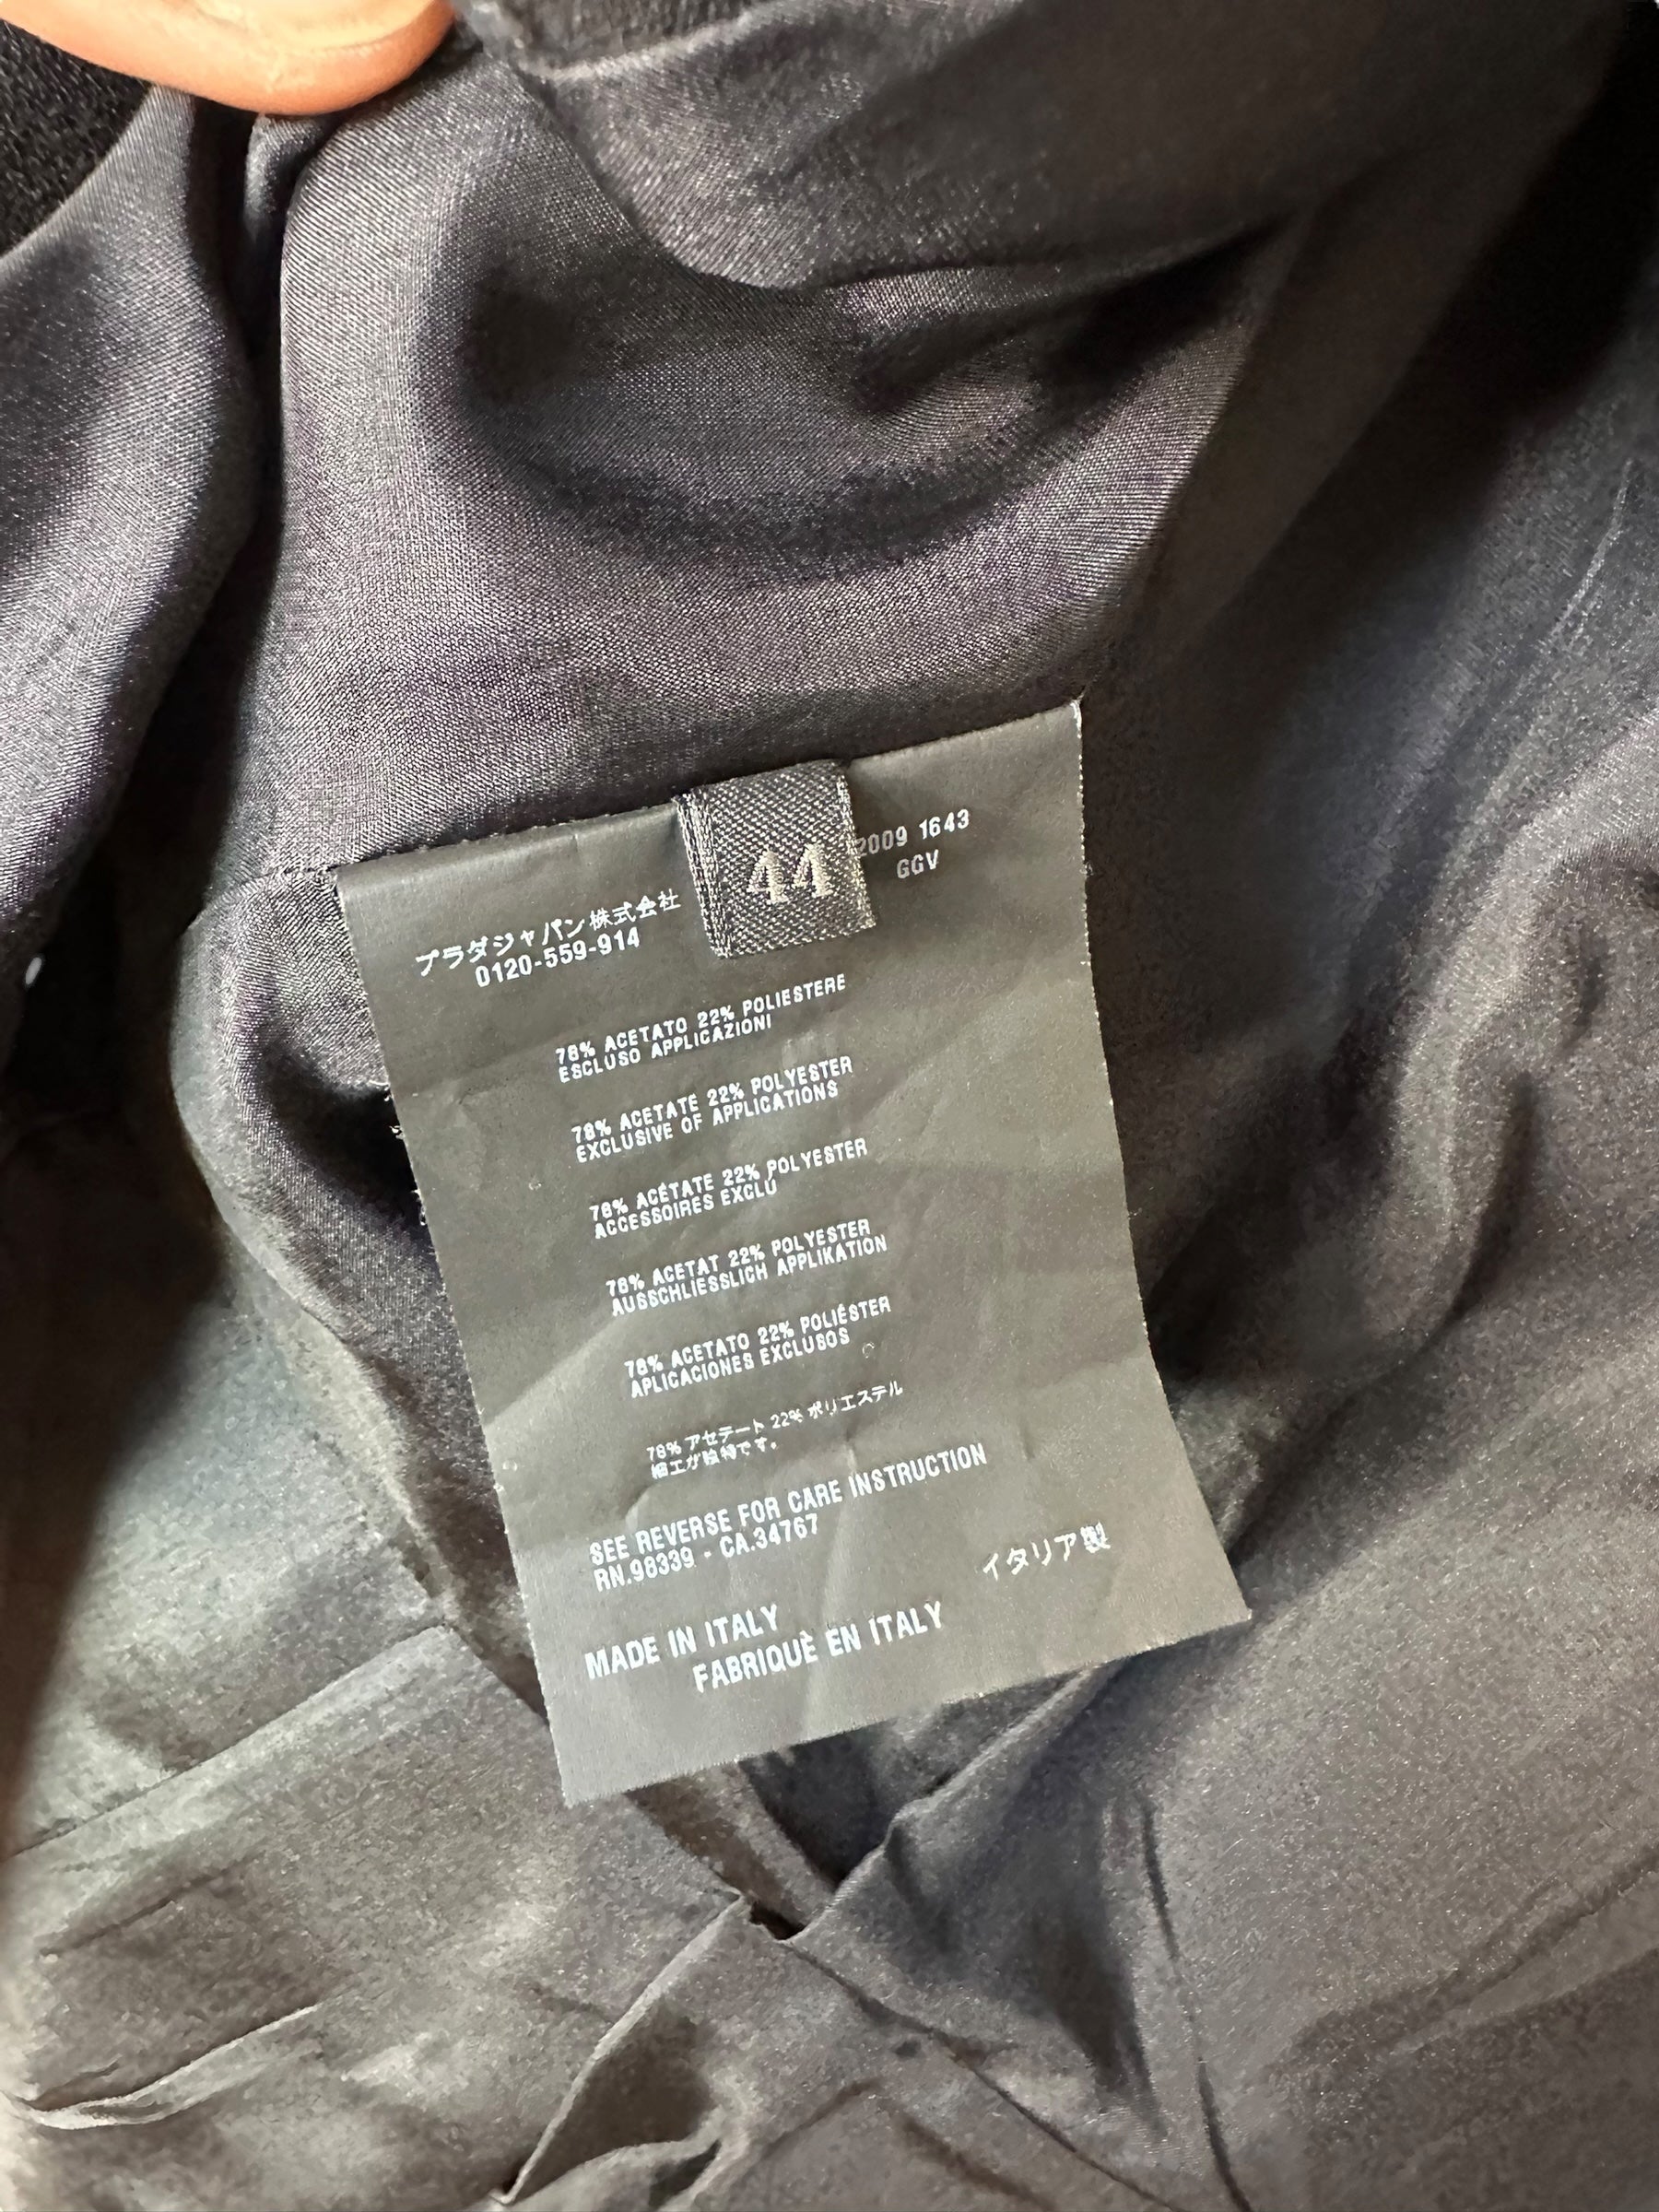 44
2009 1643
GGV
プラダジャパン株式会社
0120-559-914
78% ACETATO 22% POLIESTERE
ESCLUSO APPLICAZIONI
78% ACETATE 22% POLYESTER
EXCLUSIVE OF APPLICATIONS
78% ACÉTATE 22% POLYESTER
ACCESSOIRES EXCLU
78% ACETAT 22% POLYESTER
AUSSCHLIESSLICH APPLIKATION
78% ACETATO 22% POLIÉSTER
APLICACIONES EXCLUSOS
78% アセテート 22% ポリエステル
SEE REVERSE FOR CARE INSTRUCTION
RN.98339 - CA.34767
イタリア製
MADE IN ITALY
FABRIQUÈ EN ITALY